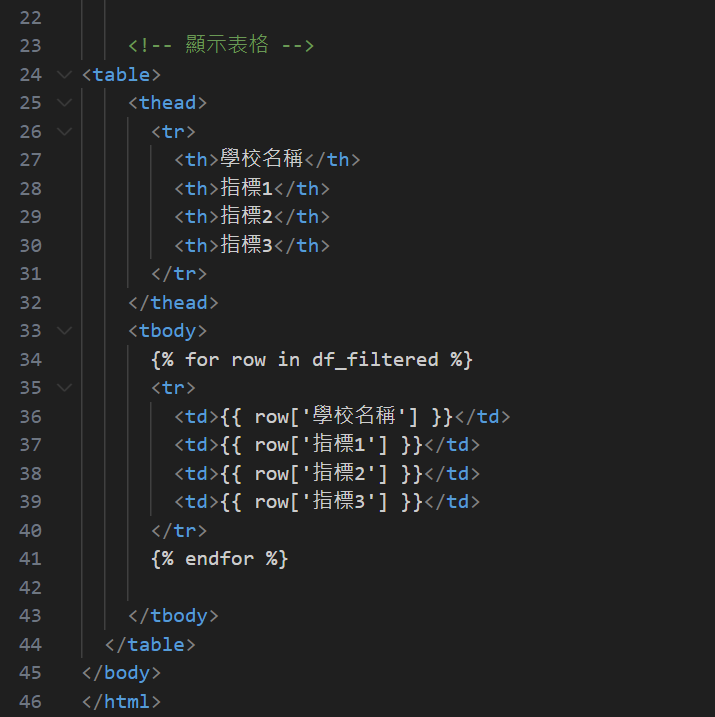 22
23 <!-- 顯示表格 -->
24 <table>
25 <thead>
26 <tr>
27 <th>學校名稱</th>
28 <th>指標1</th>
29 <th>指標2</th>
30 <th>指標3</th>
31 </tr>
32 </thead>
33 <tbody>
34 {% for row in df_filtered %}
35 <tr>
36 <td>{{ row['學校名稱'] }}</td>
37 <td>{{ row['指標1'] }}</td>
38 <td>{{ row['指標2'] }}</td>
39 <td>{{ row['指標3'] }}</td>
40 </tr>
41 {% endfor %}
42
43 </tbody>
44 </table>
45 </body>
46 </html>